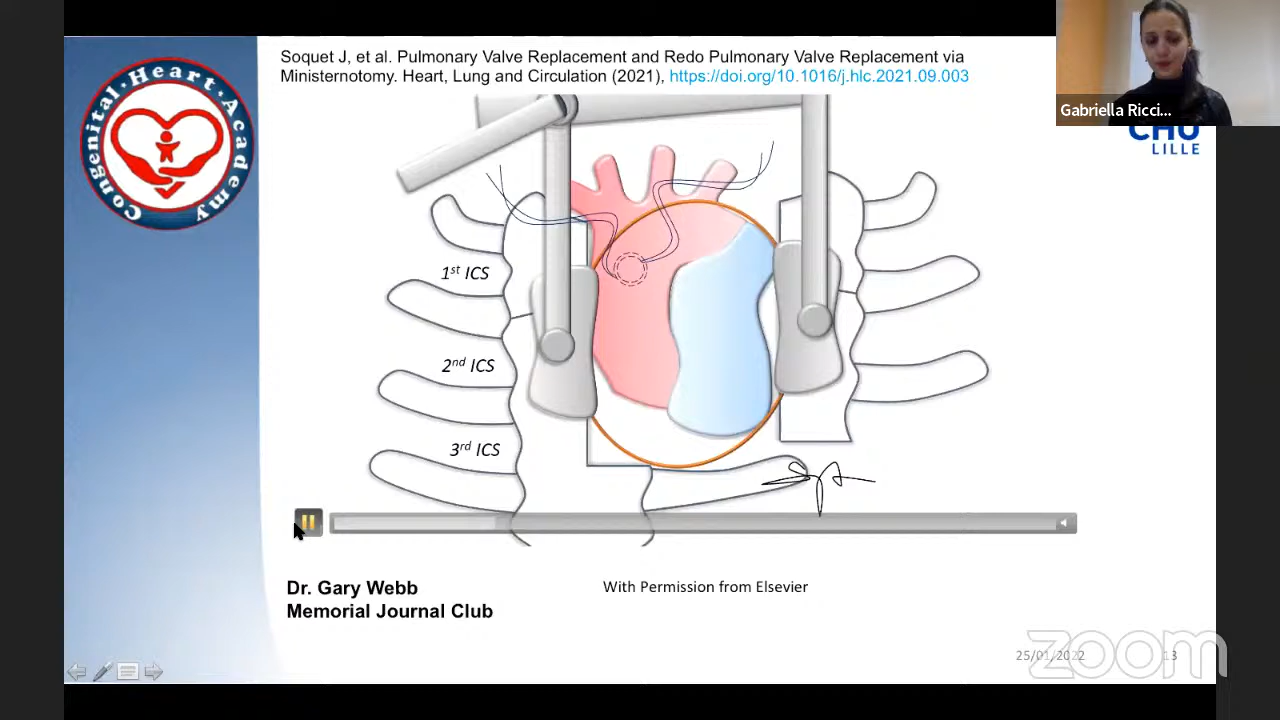 Soquet J, et al. Pulmonary Valve Replacement and Redo Pulmonary Valve Replacement via
Ministernotomy. Heart, Lung and Circulation (2021), https://doi.org/10.1016/j.hlc.2021.09.003
Gabriella Ricci...
Congenital·Heart·Academy
CHU
LILLE
1st ICS
2nd ICS
3rd ICS
Dr. Gary Webb
Memorial Journal Club
With Permission from Elsevier
25/01/2022
13
zoom